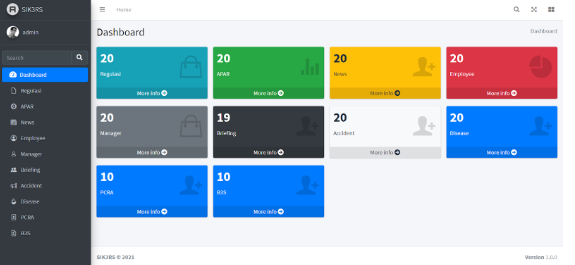 R SIK3RS
Home
admin
Dashboard
Dashboard
Search
Dashboard
Regulasi
APAR
News
Employee
Manager
Briefing
Accident
Disease
PCRA
B3S
20
Regulasi
More info
20
APAR
More info
20
News
More info
20
Employee
More info
20
Manager
More info
19
Briefing
More info
20
Accident
More info
20
Disease
More info
10
PCRA
More info
10
B3S
More info
SIK3RS © 2021
Version 1.0.0